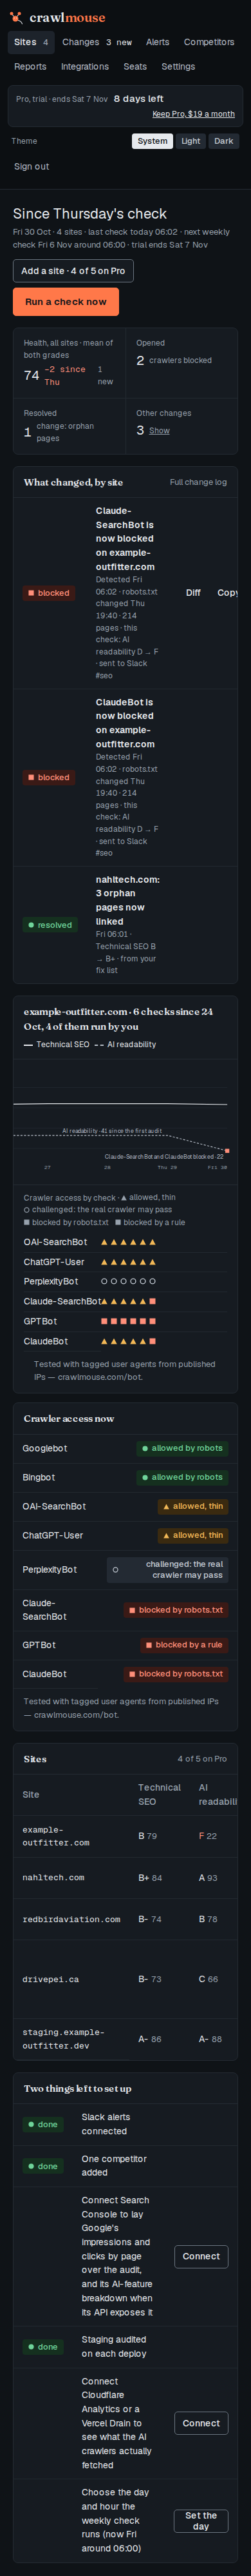 crawlmouse
Sites 4 Changes 3 new Alerts Competitors
Reports Integrations Seats Settings
Pro, trial · ends Sat 7 Nov 8 days left
Keep Pro, $19 a month
Theme System Light Dark
Sign out
Since Thursday's check
Fri 30 Oct · 4 sites · last check today 06:02 · next weekly
check Fri 6 Nov around 06:00 · trial ends Sat 7 Nov
Add a site · 4 of 5 on Pro
Run a check now
Health, all sites · mean of
both grades
74 −2 since
Thu
1
new
Opened
2 crawlers blocked
Resolved
1 change: orphan
pages
Other changes
3 Show
What changed, by site Full change log
blocked
Claude-
SearchBot is
now blocked
on example-
outfitter.com
Detected Fri
06:02 · robots.txt
changed Thu
19:40 · 214
pages · this
check: AI
readability D → F
· sent to Slack
#seo
Diff Copy
blocked
ClaudeBot is
now blocked
on example-
outfitter.com
Detected Fri
06:02 · robots.txt
changed Thu
19:40 · 214
pages · this
check: AI
readability D → F
· sent to Slack
#seo
resolved
nahltech.com:
3 orphan
pages now
linked
Fri 06:01 ·
Technical SEO B
→ B+ · from your
fix list
example-outfitter.com · 6 checks since 24
Oct, 4 of them run by you
Technical SEO AI readability
AI readability · 41 since the first audit
Claude-SearchBot and ClaudeBot blocked · 22
27 28 Thu 29 Fri 30
Crawler access by check · ▲ allowed, thin
○ challenged: the real crawler may pass
■ blocked by robots.txt ■ blocked by a rule
OAI-SearchBot
ChatGPT-User
PerplexityBot
Claude-SearchBot
GPTBot
ClaudeBot
Tested with tagged user agents from published
IPs — crawlmouse.com/bot.
Crawler access now
Googlebot allowed by robots
Bingbot allowed by robots
OAI-SearchBot allowed, thin
ChatGPT-User allowed, thin
PerplexityBot challenged: the real
crawler may pass
Claude-
SearchBot blocked by robots.txt
GPTBot blocked by a rule
ClaudeBot blocked by robots.txt
Tested with tagged user agents from published IPs
— crawlmouse.com/bot.
Sites 4 of 5 on Pro
Site Technical
SEO AI
readabili
example-
outfitter.com B 79 F 22
nahltech.com B+ 84 A 93
redbirdaviation.com B- 74 B 78
drivepei.ca B- 73 C 66
staging.example-
outfitter.dev A- 86 A- 88
Two things left to set up
done Slack alerts
connected
done One competitor
added
Connect Search
Console to lay
Google's
impressions and
clicks by page
over the audit,
and its AI-feature
breakdown when
its API exposes it
Connect
done Staging audited
on each deploy
Connect
Cloudflare
Analytics or a
Vercel Drain to
see what the AI
crawlers actually
fetched
Connect
Choose the day
and hour the
weekly check
runs (now Fri
around 06:00)
Set the
day